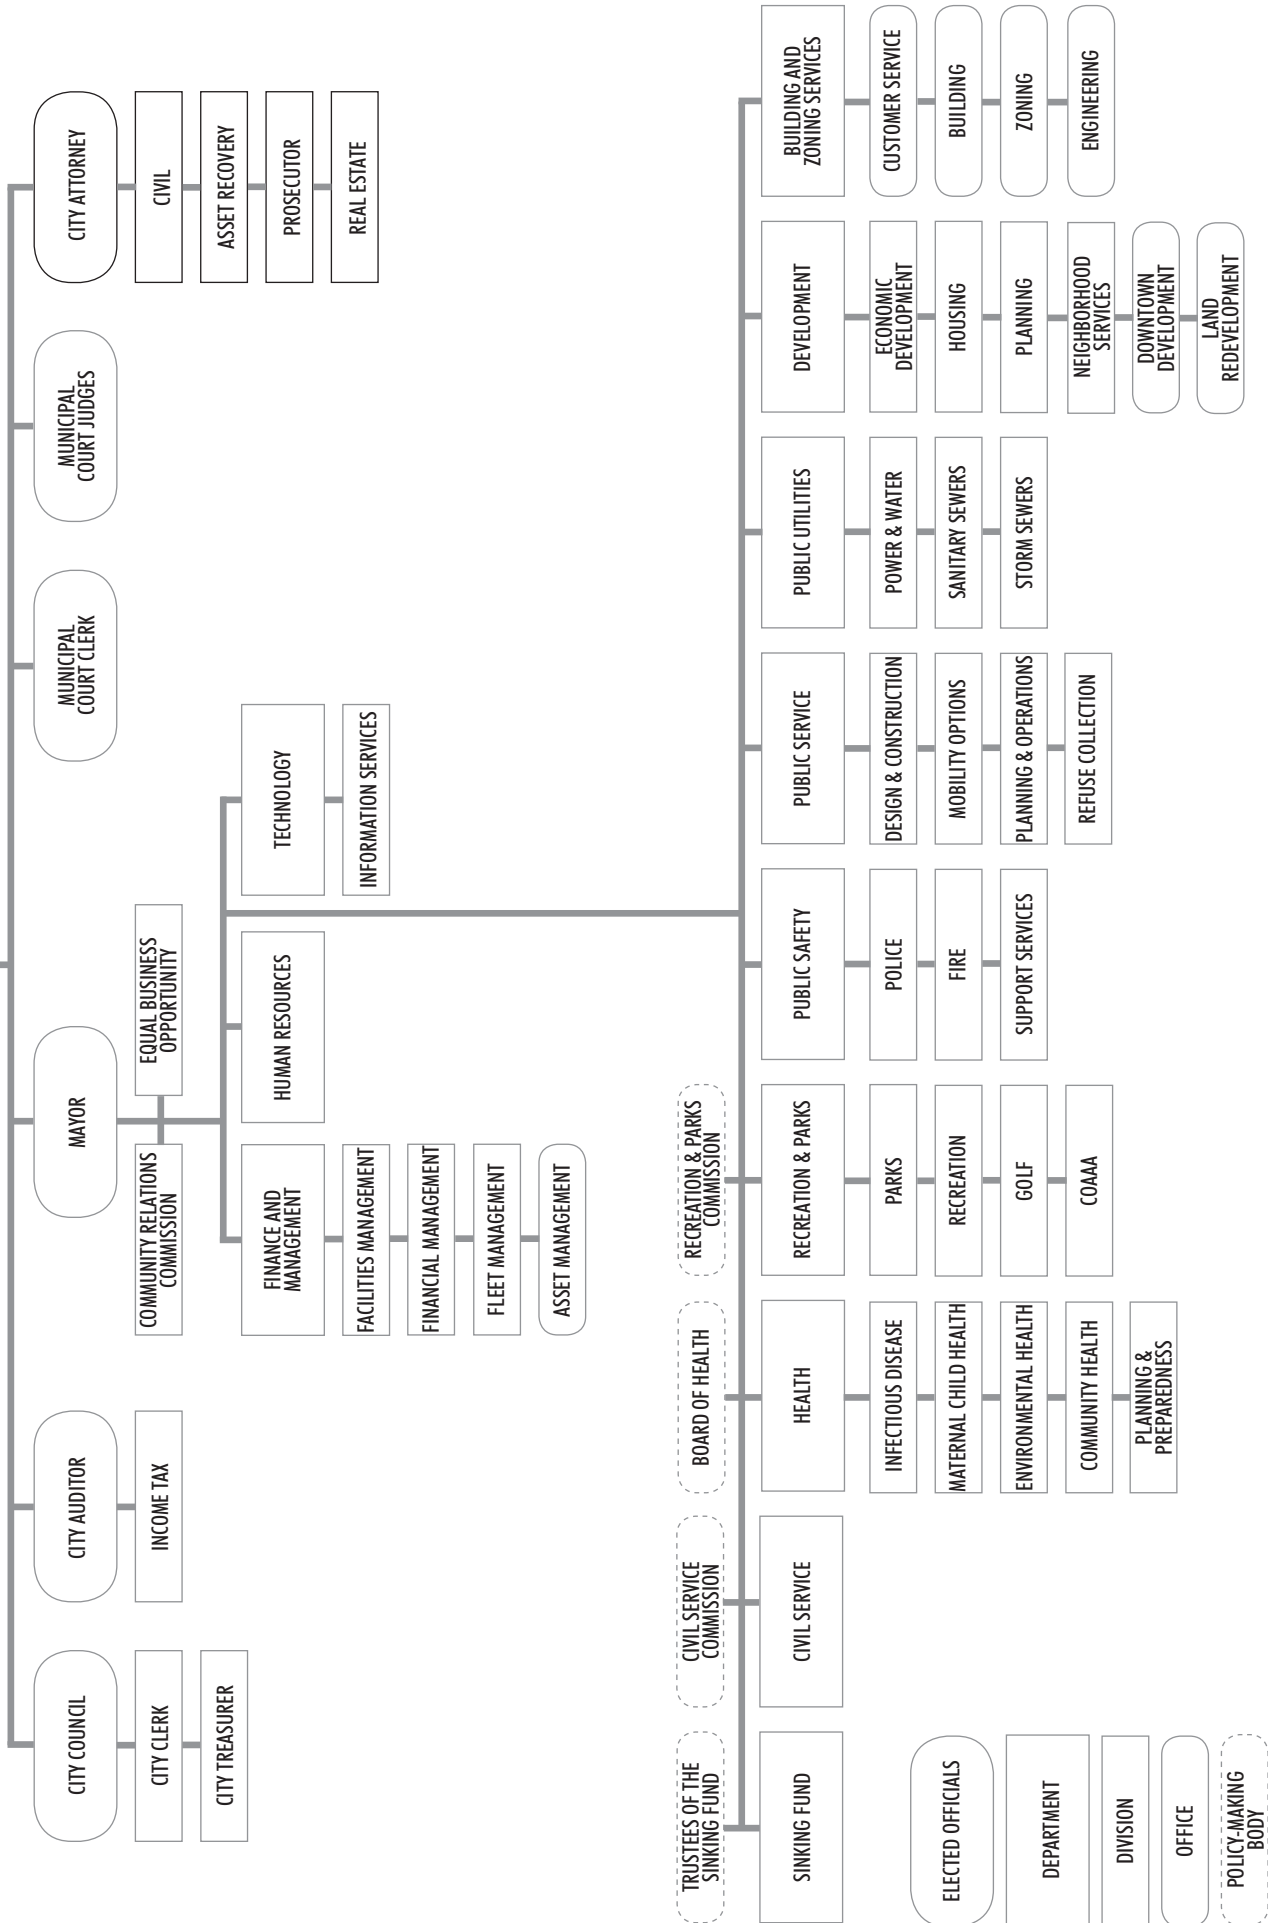 CITY COUNCIL
CITY CLERK
CITY TREASURER
CITY AUDITOR
INCOME TAX
MAYOR
COMMUNITY RELATIONS
COMMISSION
EQUAL BUSINESS
OPPORTUNITY
FINANCE AND
MANAGEMENT
FACILITIES MANAGEMENT
FINANCIAL MANAGEMENT
FLEET MANAGEMENT
ASSET MANAGEMENT
HUMAN RESOURCES
TECHNOLOGY
INFORMATION SERVICES
MUNICIPAL
COURT CLERK
MUNICIPAL
COURT JUDGES
CITY ATTORNEY
CIVIL
ASSET RECOVERY
PROSECUTOR
REAL ESTATE
TRUSTEES OF THE
SINKING FUND
SINKING FUND
CIVIL SERVICE
COMMISSION
CIVIL SERVICE
BOARD OF HEALTH
HEALTH
INFECTIOUS DISEASE
MATERNAL CHILD HEALTH
ENVIRONMENTAL HEALTH
COMMUNITY HEALTH
PLANNING &
PREPAREDNESS
RECREATION & PARKS
COMMISSION
RECREATION & PARKS
PARKS
RECREATION
GOLF
COAAA
PUBLIC SAFETY
POLICE
FIRE
SUPPORT SERVICES
PUBLIC SERVICE
DESIGN & CONSTRUCTION
MOBILITY OPTIONS
PLANNING & OPERATIONS
REFUSE COLLECTION
PUBLIC UTILITIES
POWER & WATER
SANITARY SEWERS
STORM SEWERS
DEVELOPMENT
ECONOMIC
DEVELOPMENT
HOUSING
PLANNING
NEIGHBORHOOD
SERVICES
DOWNTOWN
DEVELOPMENT
LAND
REDEVELOPMENT
BUILDING AND
ZONING SERVICES
CUSTOMER SERVICE
BUILDING
ZONING
ENGINEERING
ELECTED OFFICIALS
DEPARTMENT
DIVISION
OFFICE
POLICY-MAKING
BODY